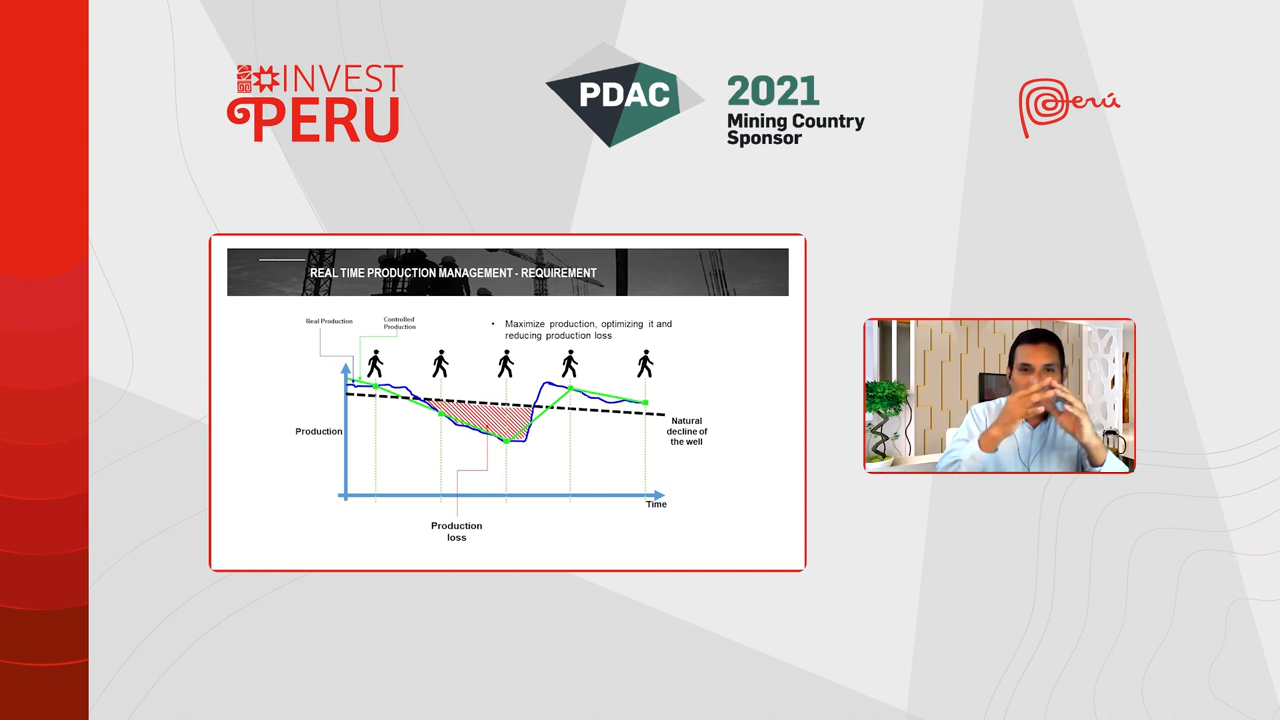 INVEST
PERU
PDAC
2021
Mining Country
Sponsor
Perú
REAL TIME PRODUCTION MANAGEMENT - REQUIREMENT
Real Production
Controlled
Production
• Maximize production, optimizing it and
reducing production loss
Production
Natural
decline of
the well
Time
Production
loss